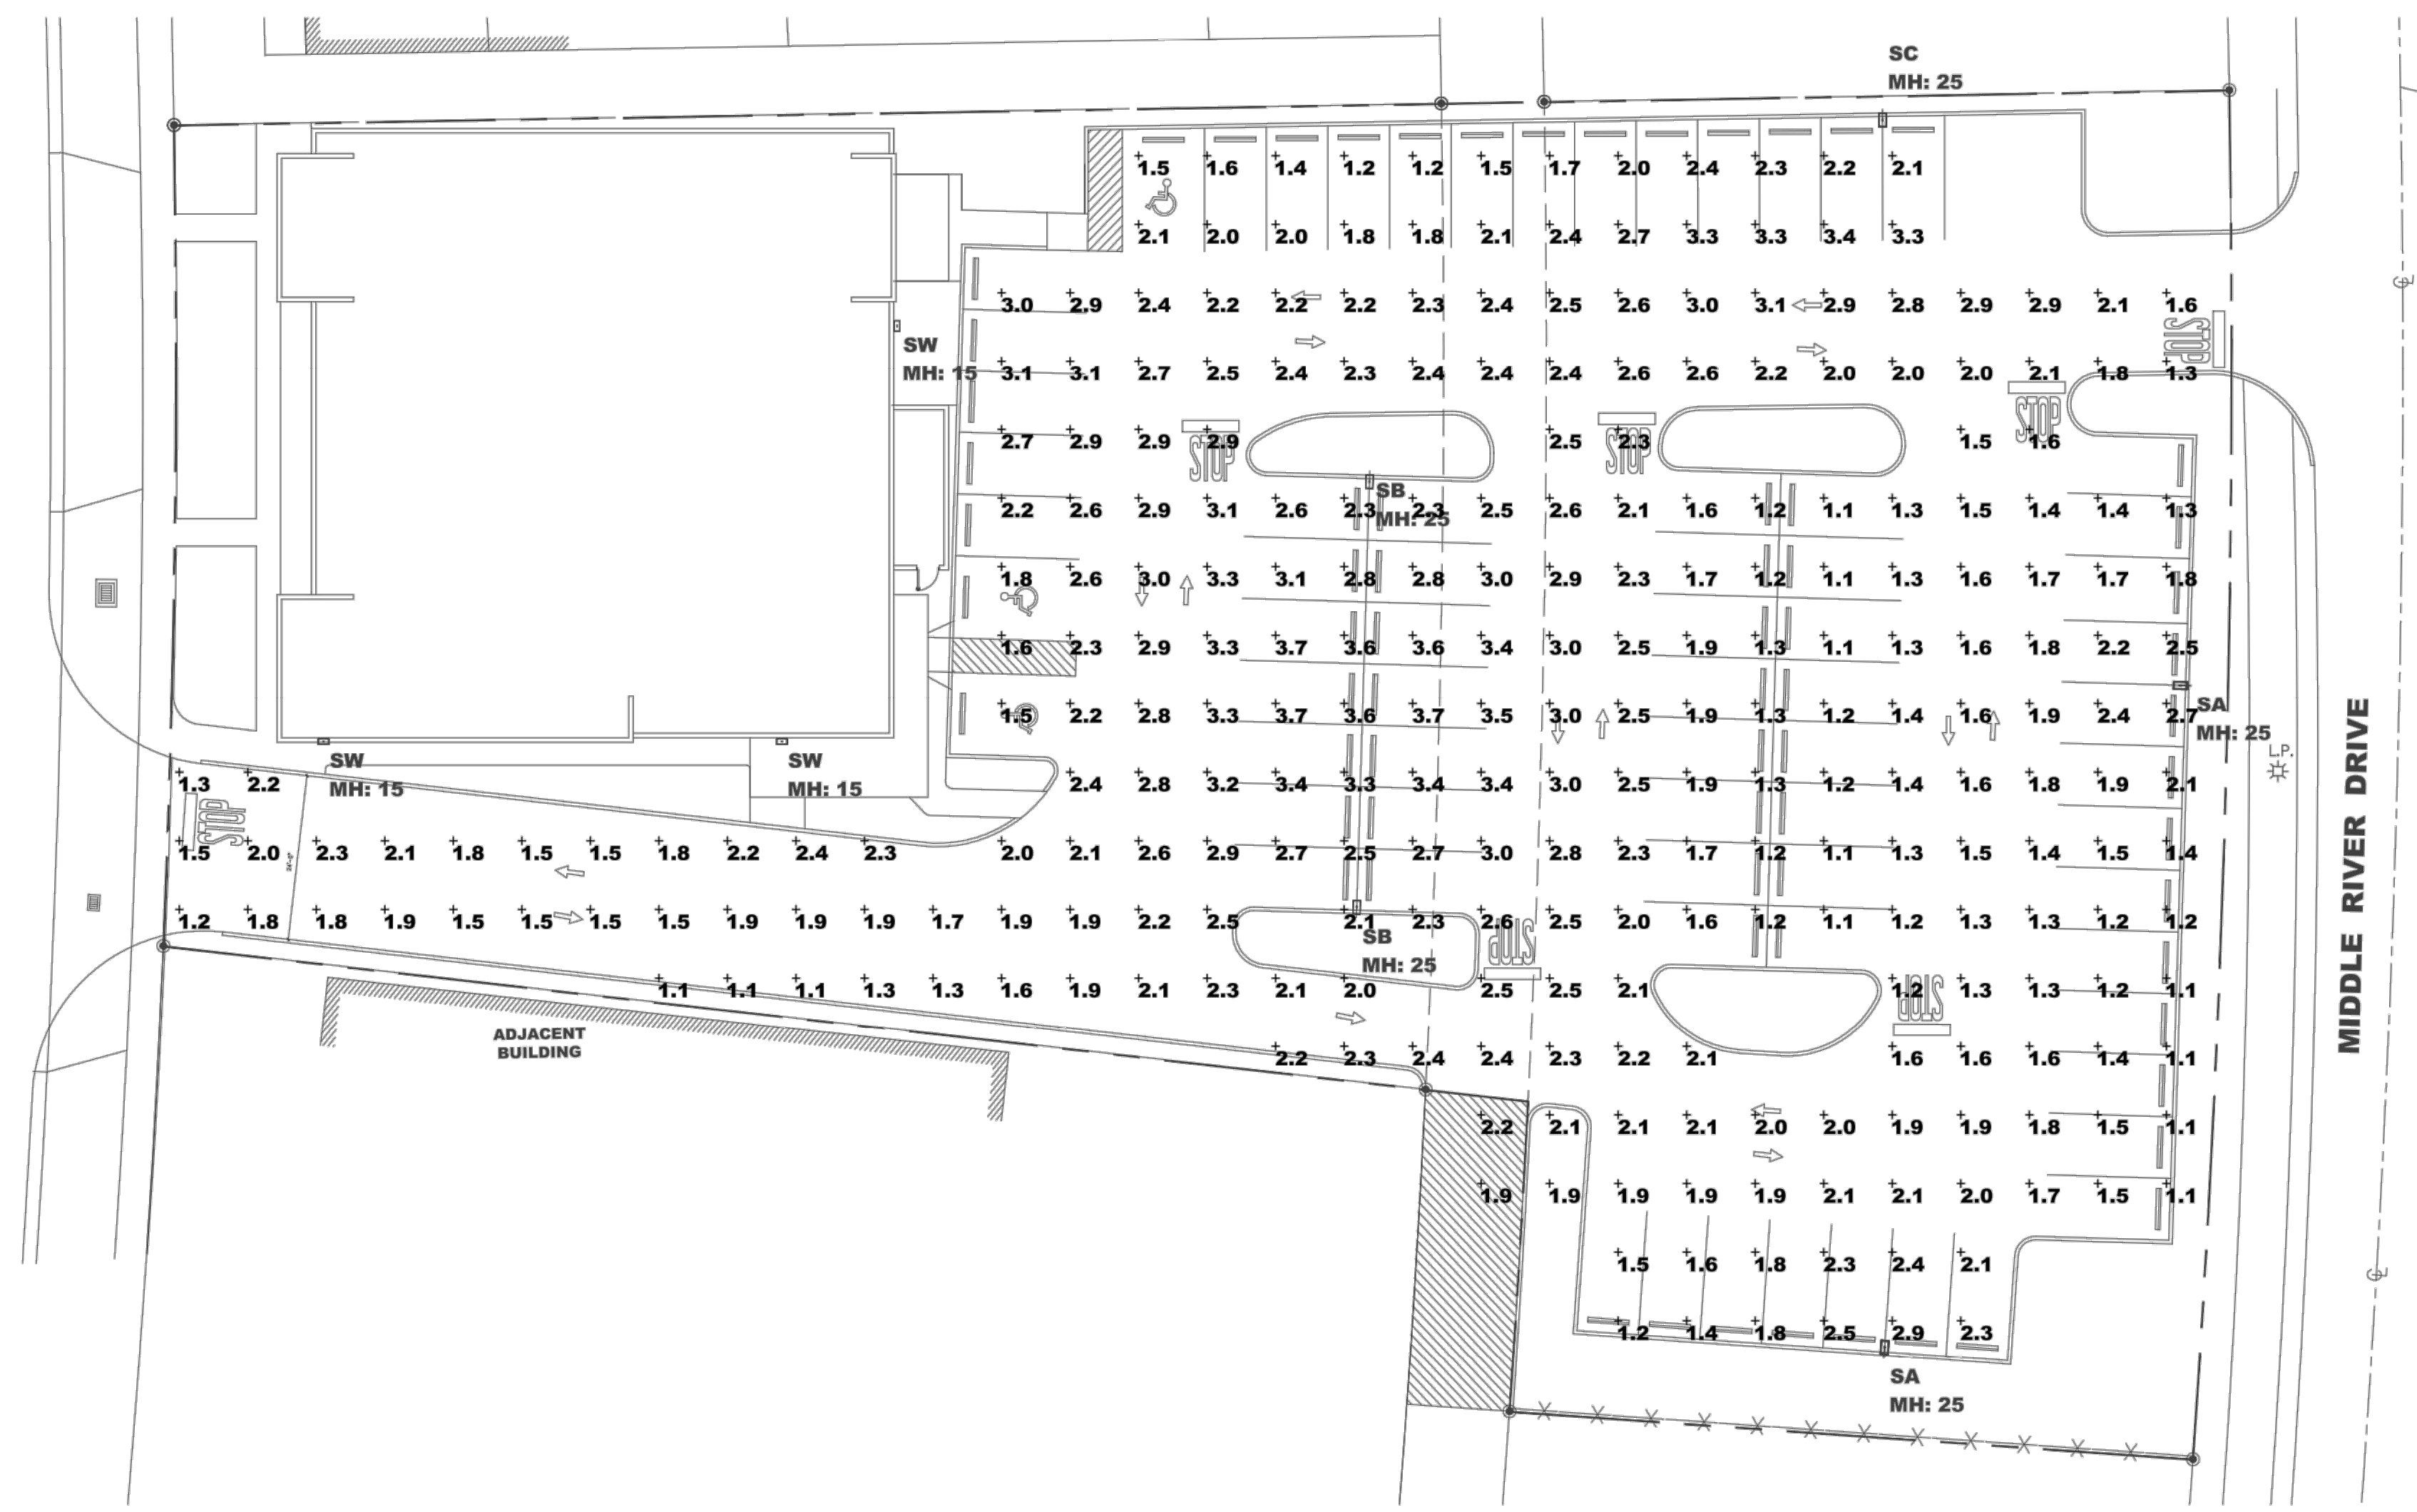 SC
MH: 25
1.5 1.6 1.4 1.2 1.2 1.5 1.7 2.0 2.4 2.3 2.2 2.1
2.1 2.0 2.0 1.8 1.8 2.1 2.4 2.7 3.3 3.3 3.4 3.3
3.0 2.9 2.4 2.2 2.2 2.2 2.3 2.4 2.5 2.6 3.0 3.1 2.9 2.8 2.9 2.9 2.1 1.6
STOP
SW
MH: 15
3.1 3.1 2.7 2.5 2.4 2.3 2.4 2.4 2.4 2.6 2.6 2.2 2.0 2.0 2.0 2.1 1.8 1.3
2.7 2.9 2.9 2.9 2.5 2.3 1.5 1.6
STOP STOP STOP
SB
MH: 25
2.2 2.6 2.9 3.1 2.6 2.3 2.3 2.5 2.6 2.1 1.6 1.2 1.1 1.3 1.5 1.4 1.4 1.3
1.8 2.6 3.0 3.3 3.1 2.8 2.8 3.0 2.9 2.3 1.7 1.2 1.1 1.3 1.6 1.7 1.7 1.8
1.6 2.3 2.9 3.3 3.7 3.6 3.6 3.4 3.0 2.5 1.9 1.3 1.1 1.3 1.6 1.8 2.2 2.5
1.5 2.2 2.8 3.3 3.7 3.6 3.7 3.5 3.0 2.5 1.9 1.3 1.2 1.4 1.6 1.9 2.4 2.7
SA
MH: 25
L.P.
MIDDLE RIVER DRIVE
SW
MH: 15
SW
MH: 15
1.3 2.2 2.4 2.8 3.2 3.4 3.3 3.4 3.4 3.0 2.5 1.9 1.3 1.2 1.4 1.6 1.8 1.9 2.1
STOP
1.5 2.0 2.3 2.1 1.8 1.5 1.5 1.8 2.2 2.4 2.3 2.0 2.1 2.6 2.9 2.7 2.5 2.7 3.0 2.8 2.3 1.7 1.2 1.1 1.3 1.5 1.4 1.5 1.4
1.2 1.8 1.8 1.9 1.5 1.5 1.5 1.5 1.9 1.9 1.9 1.7 1.9 1.9 2.2 2.5 2.1 2.3 2.6 2.5 2.0 1.6 1.2 1.1 1.2 1.3 1.3 1.2 1.2
SB
MH: 25
STOP
1.1 1.1 1.1 1.3 1.3 1.6 1.9 2.1 2.3 2.1 2.0 2.5 2.5 2.1 1.2 1.3 1.3 1.2 1.1
STOP
ADJACENT
BUILDING
2.2 2.3 2.4 2.4 2.3 2.2 2.1 1.6 1.6 1.6 1.4 1.1
2.2 2.1 2.1 2.1 2.0 2.0 1.9 1.9 1.8 1.5 1.1
1.9 1.9 1.9 1.9 1.9 2.1 2.1 2.0 1.7 1.5 1.1
1.5 1.6 1.8 2.3 2.4 2.1
1.2 1.4 1.8 2.5 2.9 2.3
SA
MH: 25